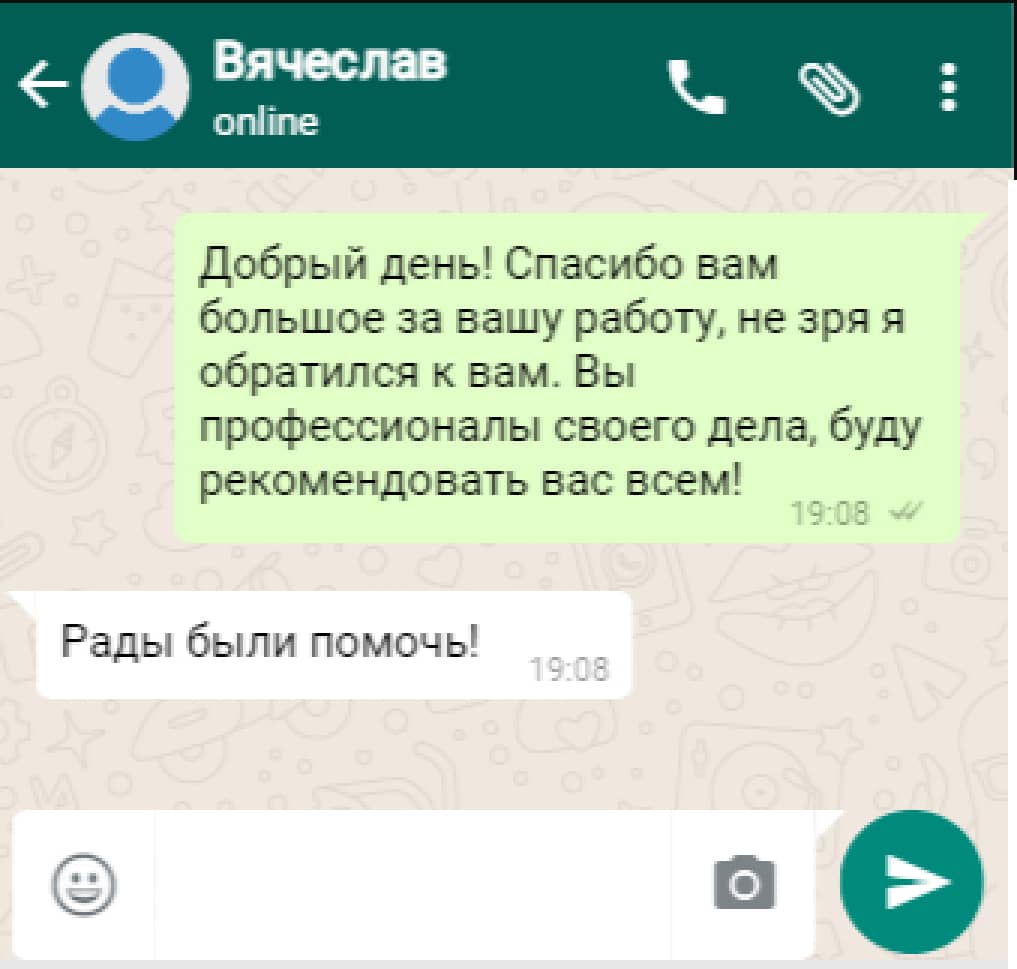 Вячеслав
online
Добрый день! Спасибо вам
большое за вашу работу, не зря я
обратился к вам. Вы
профессионалы своего дела, буду
рекомендовать вас всем!
19:08
Рады были помочь!
19:08